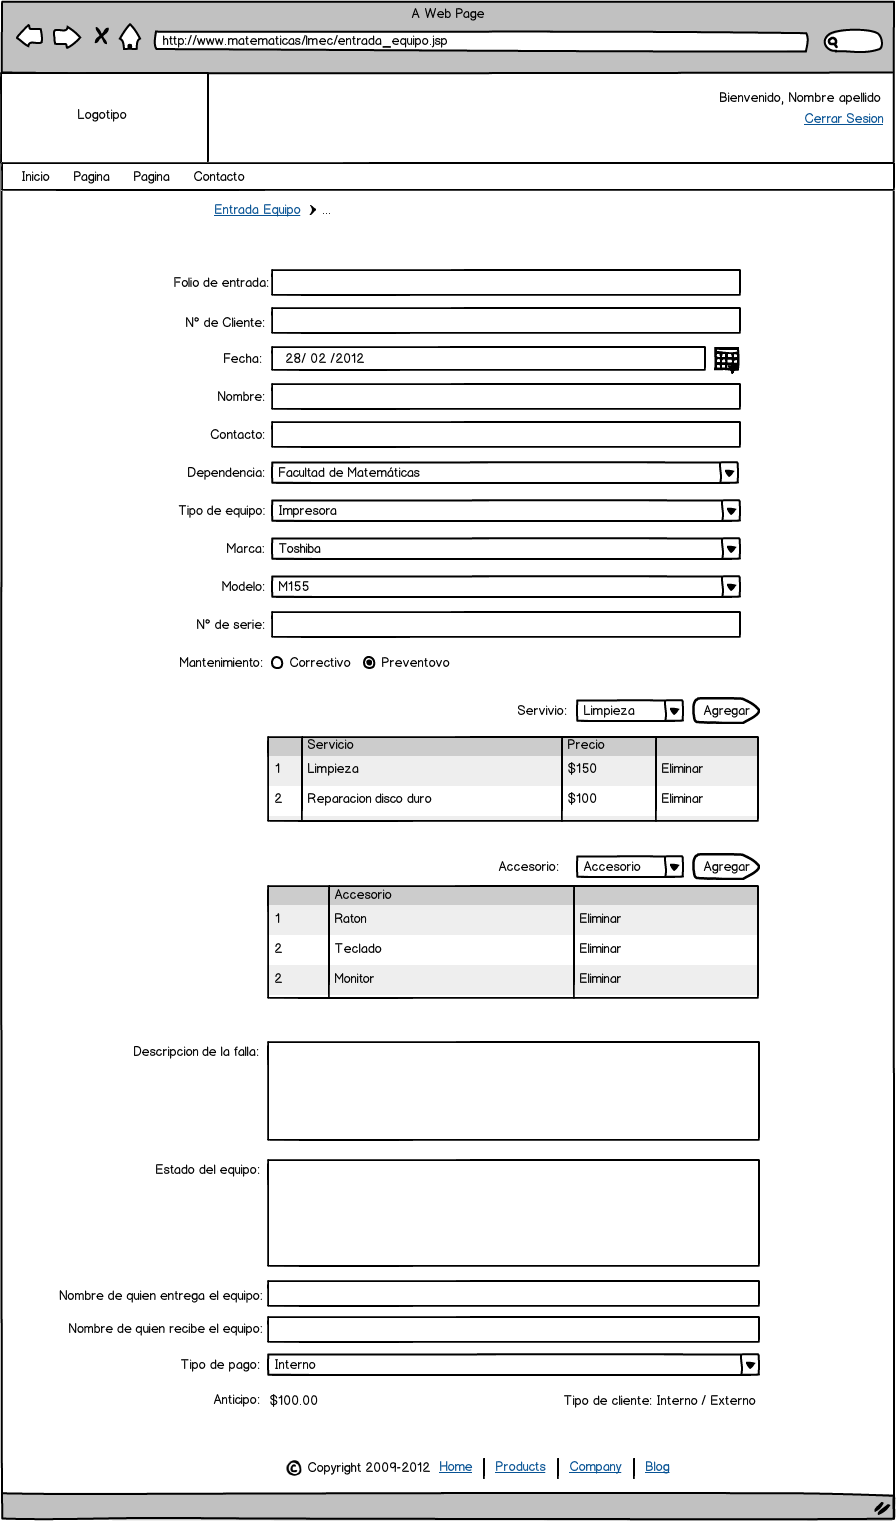 A Web Page
http://www.matematicas/lmec/entrada_equipo.jsp
Logotipo
Bienvenido, Nombre apellido
Cerrar Sesion
Inicio Pagina Pagina Contacto
Entrada Equipo > ...
Folio de entrada:
N° de Cliente:
Fecha: 28/ 02 /2012
Nombre:
Contacto:
Dependencia: Facultad de Matemáticas
Tipo de equipo: Impresora
Marca: Toshiba
Modelo: M155
N° de serie:
Mantenimiento: Correctivo Preventovo
Servivio: Limpieza Agregar
Servicio Precio
1 Limpieza $150 Eliminar
2 Reparacion disco duro $100 Eliminar
Accesorio: Accesorio Agregar
Accesorio
1 Raton Eliminar
2 Teclado Eliminar
2 Monitor Eliminar
Descripcion de la falla:
Estado del equipo:
Nombre de quien entrega el equipo:
Nombre de quien recibe el equipo:
Tipo de pago: Interno
Anticipo: $100.00 Tipo de cliente: Interno / Externo
© Copyright 2009-2012 Home | Products | Company | Blog